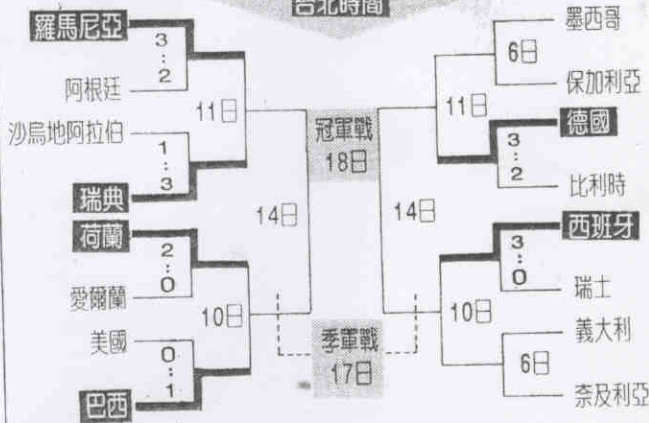 台北時間
羅馬尼亞
3:2
阿根廷
11日
沙烏地阿拉伯
1:3
瑞典
14日
荷蘭
2:0
愛爾蘭
10日
美國
0:1
巴西
冠軍戰
18日
季軍戰
17日
墨西哥
6日
保加利亞
11日
德國
3:2
比利時
14日
西班牙
3:0
瑞士
10日
義大利
6日
奈及利亞